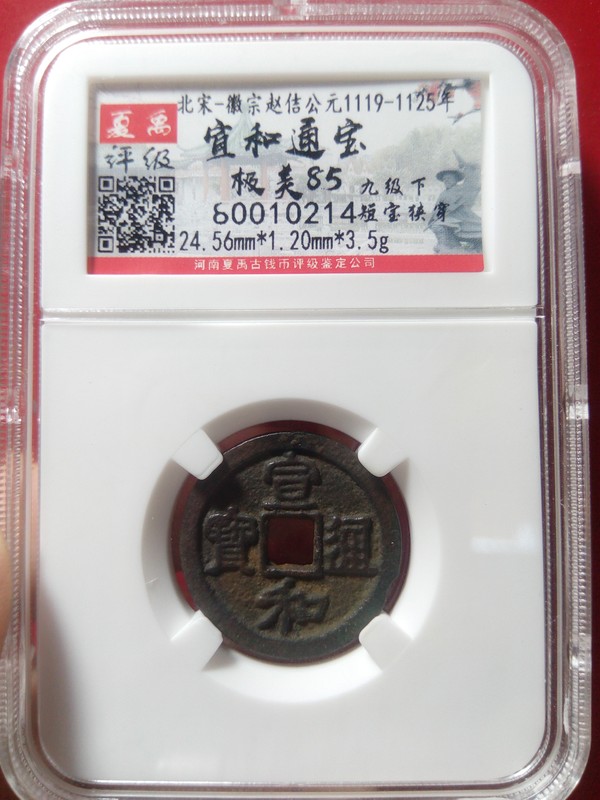 北宋-徽宗赵佶公元1119-1125年
夏禹
评级
宣和通宝
极美85 九级下
60010214 短宝狭穿
24.56mm*1.20mm*3.5g
河南夏禹古钱币评级鉴定公司
宣
寳 通
和